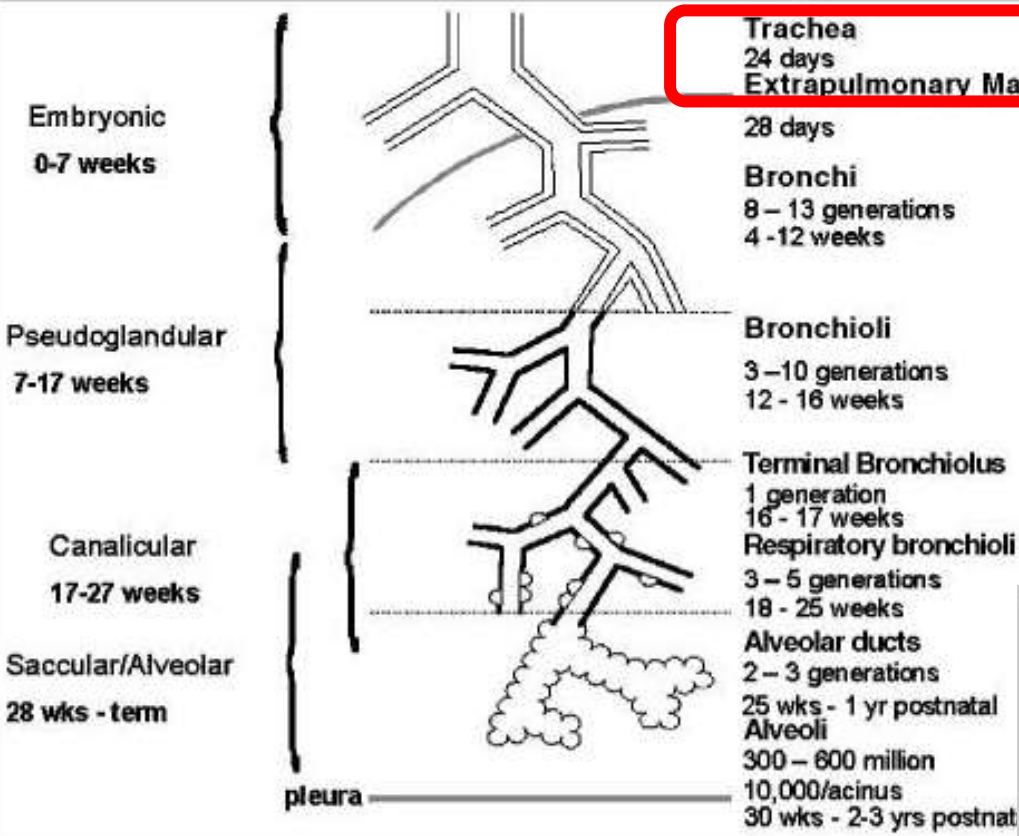 Embryonic
0-7 weeks
Pseudoglandular
7-17 weeks
Canalicular
17-27 weeks
Saccular/Alveolar
28 wks - term
pleura
Trachea
24 days
Extrapulmonary Ma
28 days
Bronchi
8 – 13 generations
4 -12 weeks
Bronchioli
3 –10 generations
12 - 16 weeks
Terminal Bronchiolus
1 generation
16 - 17 weeks
Respiratory bronchioli
3 – 5 generations
18 - 25 weeks
Alveolar ducts
2 – 3 generations
25 wks - 1 yr postnatal
Alveoli
300 – 600 million
10,000/acinus
30 wks - 2-3 yrs postnat